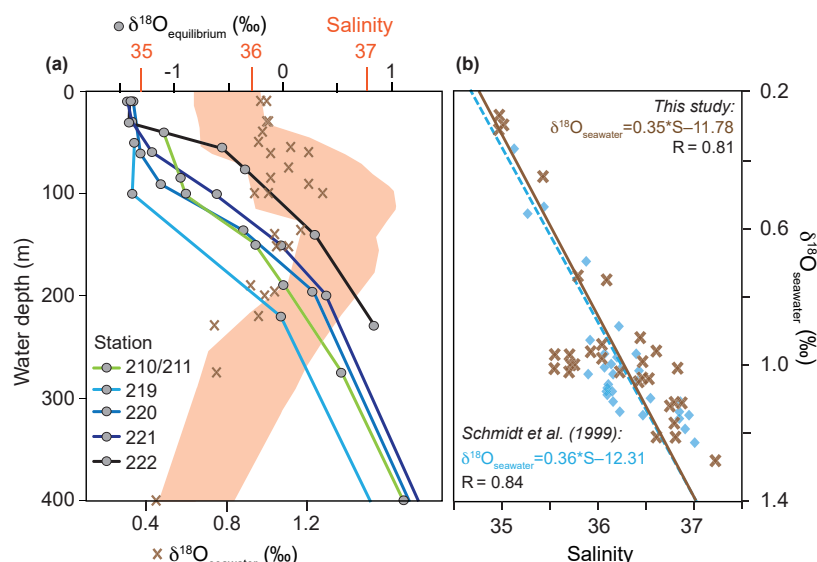 δ18Oequilibrium (‰)
Salinity
35
36
37
(a)
-1
0
1
(b)
0
100
200
300
400
Water depth (m)
Station
210/211
219
220
221
222
0.4
0.8
1.2
δ18Oseawater (‰)
This study:
δ18Oseawater=0.35*S–11.78
R = 0.81
Schmidt et al. (1999):
δ18Oseawater=0.36*S–12.31
R = 0.84
0.2
0.6
1.0
1.4
δ18Oseawater (‰)
35
36
37
Salinity